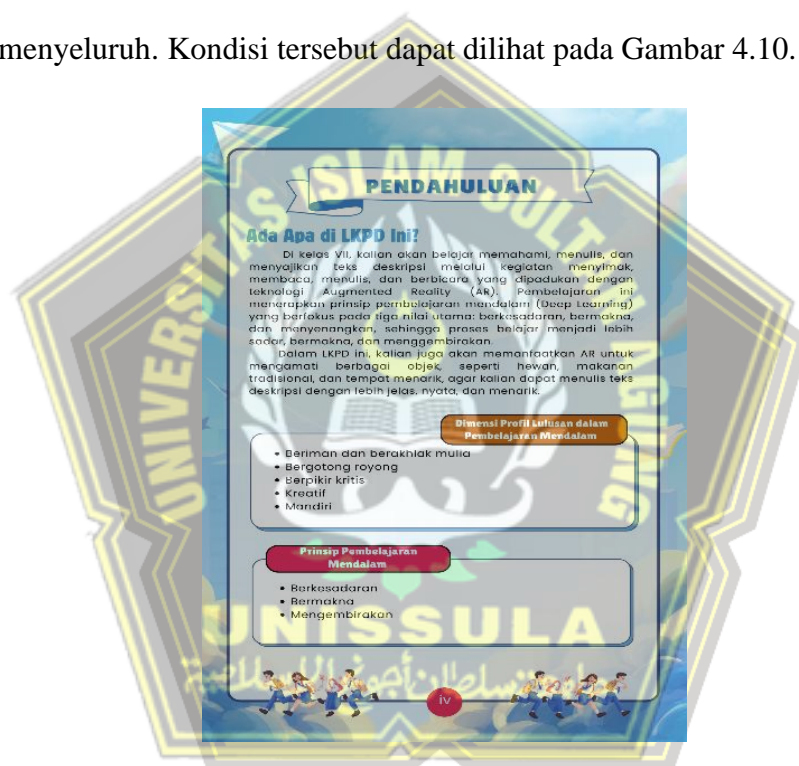 menyeluruh. Kondisi tersebut dapat dilihat pada Gambar 4.10.
PENDAHULUAN
Ada Apa di LKPD Ini?
Di kelas VII, kalian akan belajar memahami, menulis, dan
menyajikan teks deskripsi melalui kegiatan menyimak,
membaca, menulis, dan berbicara yang dipadukan dengan
teknologi Augmented Reality (AR). Pembelajaran ini
menerapkan prinsip pembelajaran mendalam (Deep Learning)
yang berfokus pada tiga nilai utama: berkesadaran, bermakna,
dan menyenangkan, sehingga proses belajar menjadi lebih
sadar, bermakna, dan menggembirakan.
Dalam LKPD ini, kalian juga akan memanfaatkan AR untuk
mengamati berbagai objek, seperti hewan, makanan
tradisional, dan tempat menarik, agar kalian dapat menulis teks
deskripsi dengan lebih jelas, nyata, dan menarik.
Dimensi Profil Lulusan dalam
Pembelajaran Mendalam
• Beriman dan berakhlak mulia
• Bergotong royong
• Berpikir kritis
• Kreatif
• Mandiri
Prinsip Pembelajaran
Mendalam
• Berkesadaran
• Bermakna
• Mengembirakan
iv
UNIVERSITAS ISLAM SULTAN AGUNG
UNISSULA